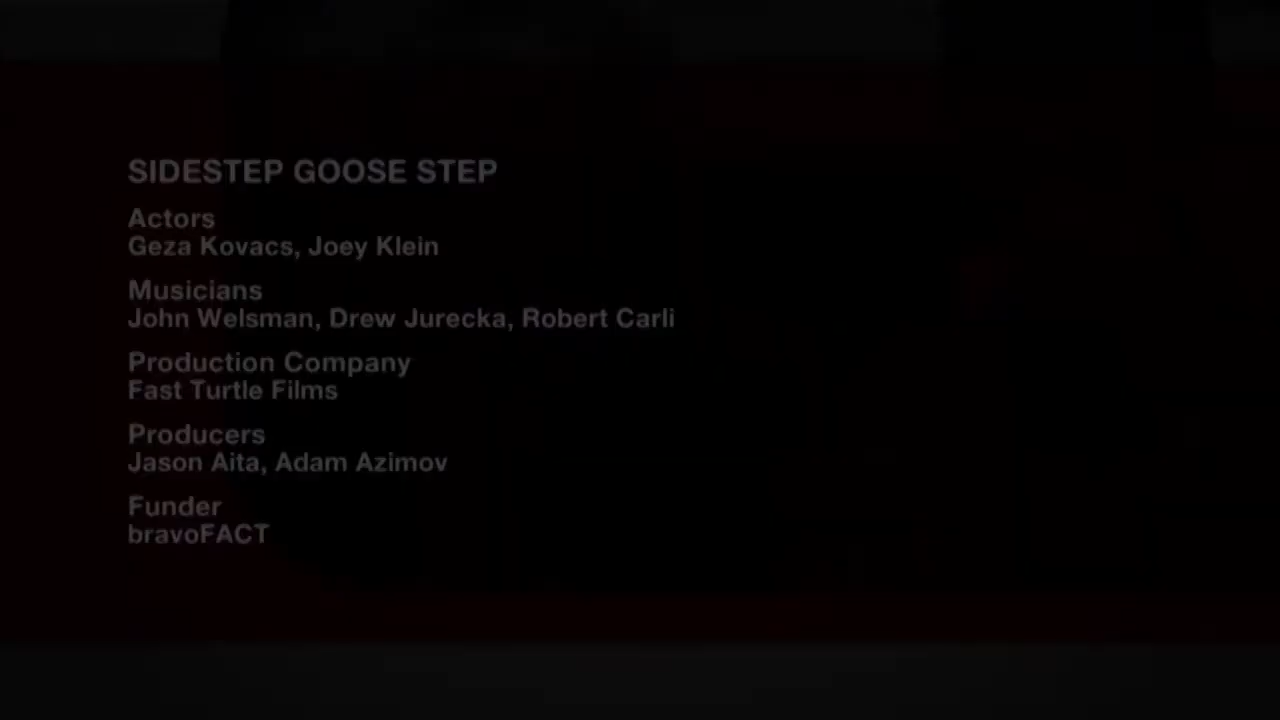 SIDESTEP GOOSE STEP
Actors
Geza Kovacs, Joey Klein
Musicians
John Welsman, Drew Jurecka, Robert Carli
Production Company
Fast Turtle Films
Producers
Jason Aita, Adam Azimov
Funder
bravoFACT